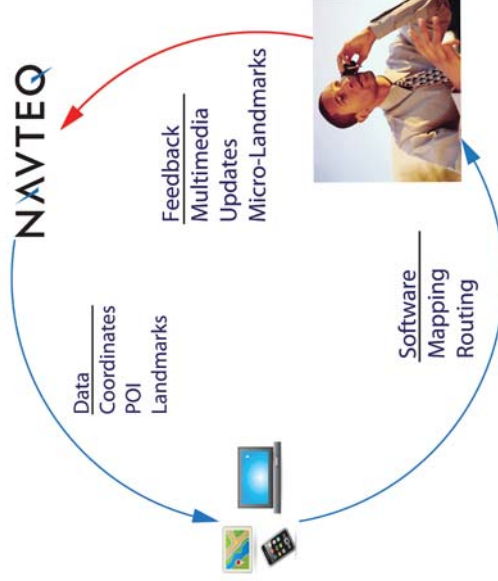 NAVTEQ
Data
Coordinates
POI
Landmarks
Feedback
Multimedia
Updates
Micro-Landmarks
Software
Mapping
Routing